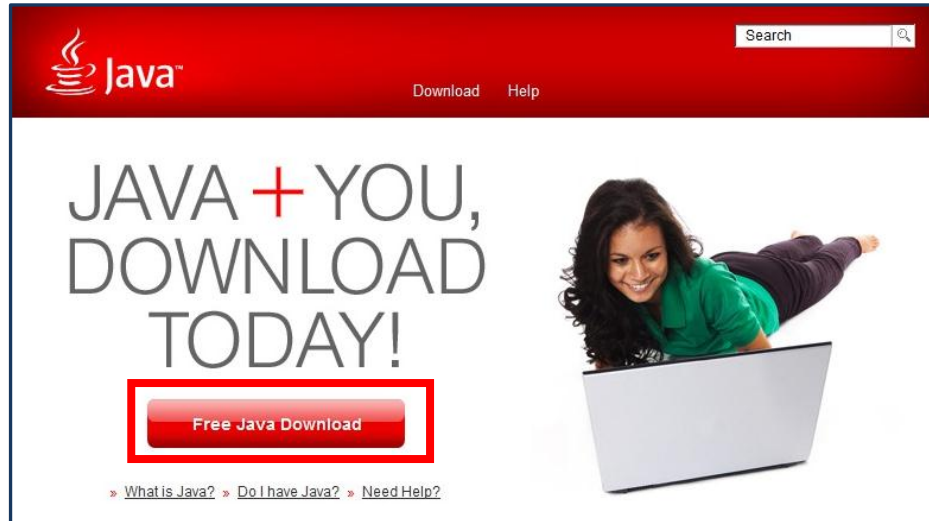 Search
Java™
Download Help
JAVA + YOU,
DOWNLOAD
TODAY!
Free Java Download
» What is Java? » Do I have Java? » Need Help?